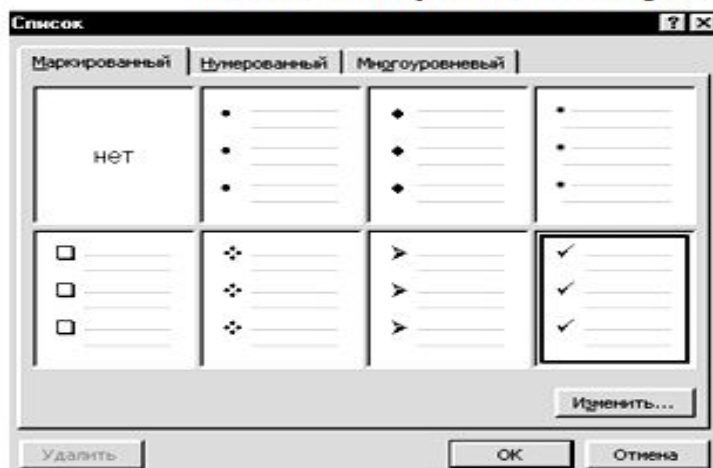 Список
Маркированный Нумерованный Многоуровневый
нет
Изменить...
Удалить ОК Отмена